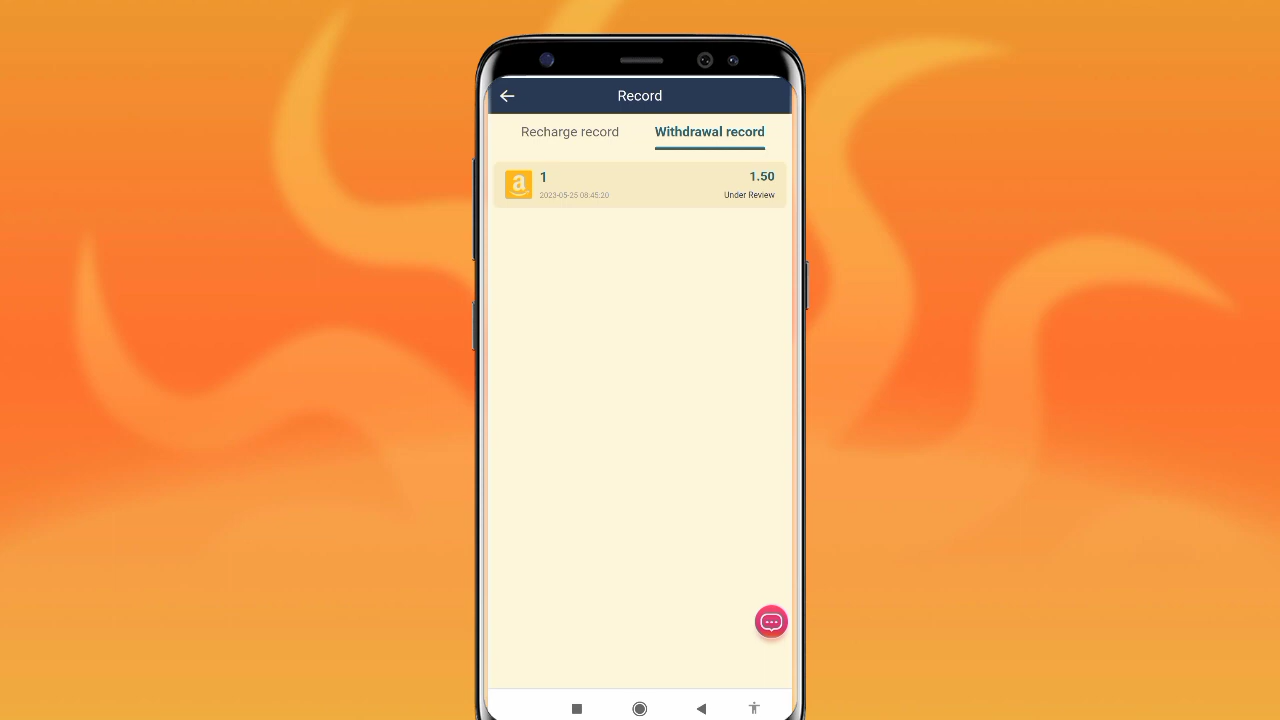 Record
Recharge record
Withdrawal record
1
1.50
2023-05-25 08:45:20
Under Review